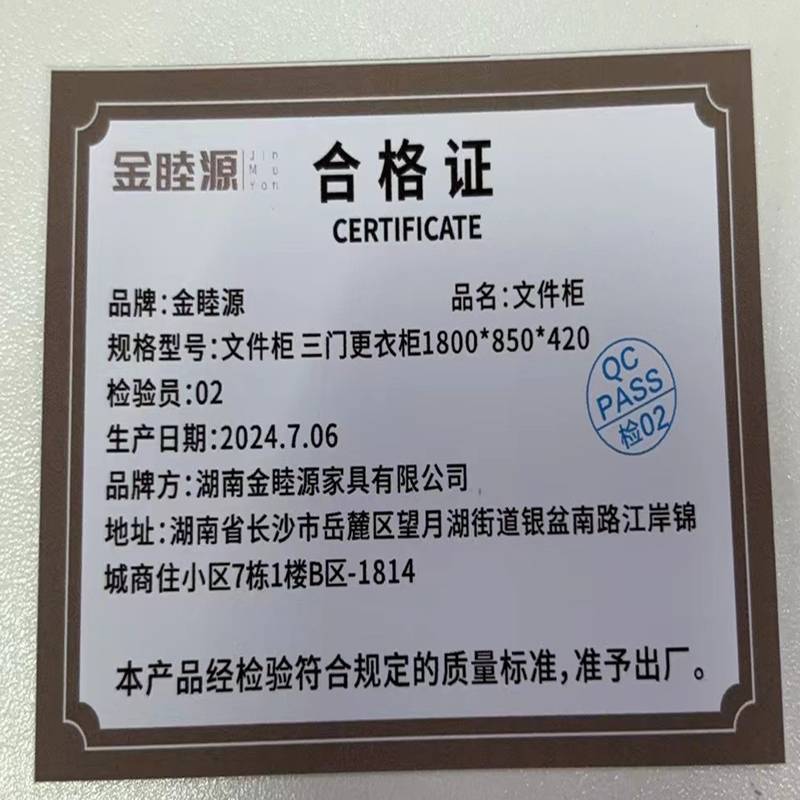 金睦源
Jin
Mu
Yan
合格证
CERTIFICATE
品牌:金睦源 品名:文件柜
规格型号:文件柜 三门更衣柜1800*850*420
检验员:02
生产日期:2024.7.06
品牌方:湖南金睦源家具有限公司
地址:湖南省长沙市岳麓区望月湖街道银盆南路江岸锦
城商住小区7栋1楼B区-1814
QC
PASS
检02
本产品经检验符合规定的质量标准,准予出厂。